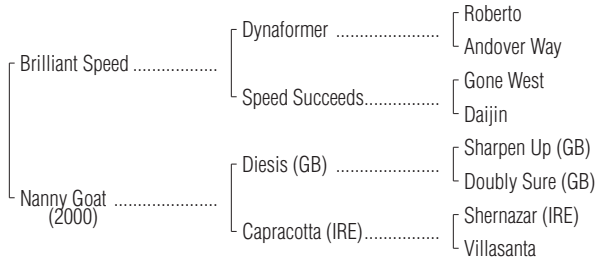 Roberto
Dynaformer ..................
Andover Way
Brilliant Speed ..................
Gone West
Speed Succeeds................
Daijin
Sharpen Up (GB)
Diesis (GB) ..................
Doubly Sure (GB)
Nanny Goat ..................
(2000)
Shernazar (IRE)
Capracotta (IRE)................
Villasanta